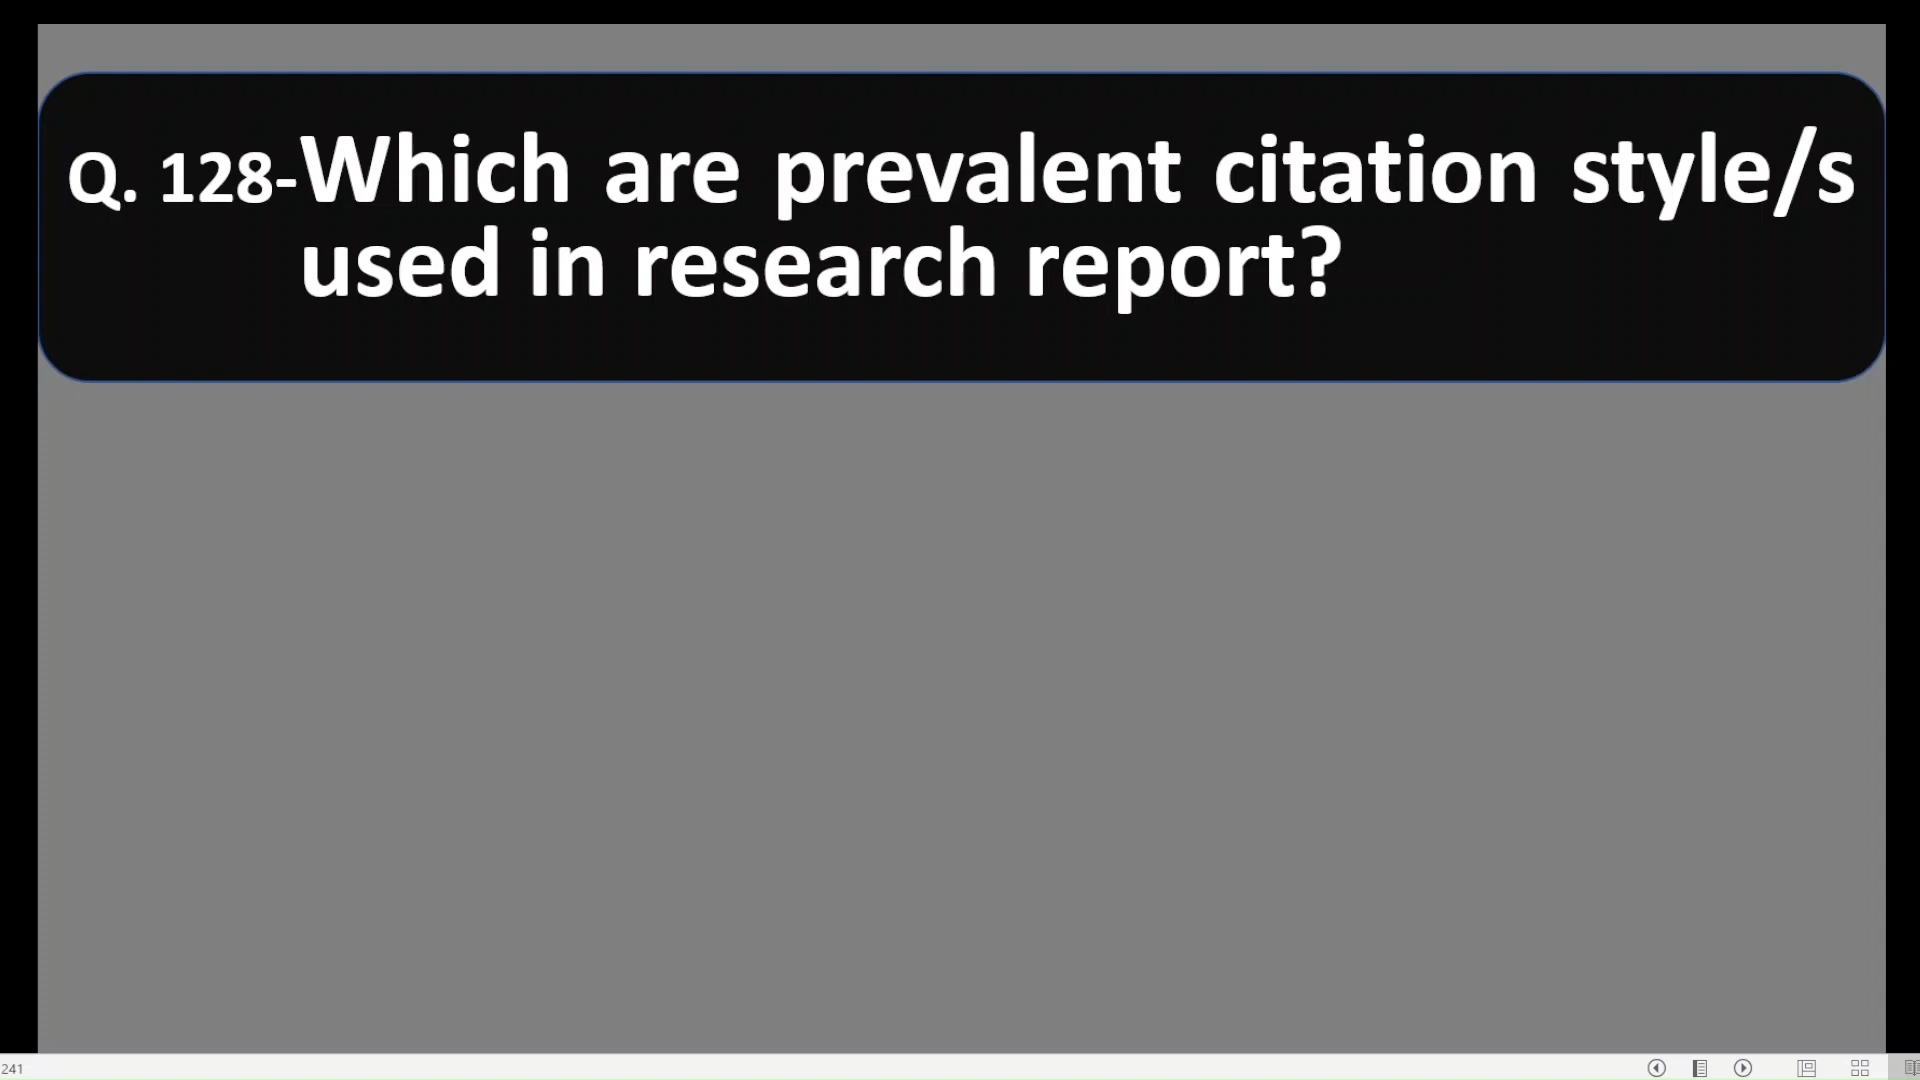 Q. 128-Which are prevalent citation style/s
used in research report?
241